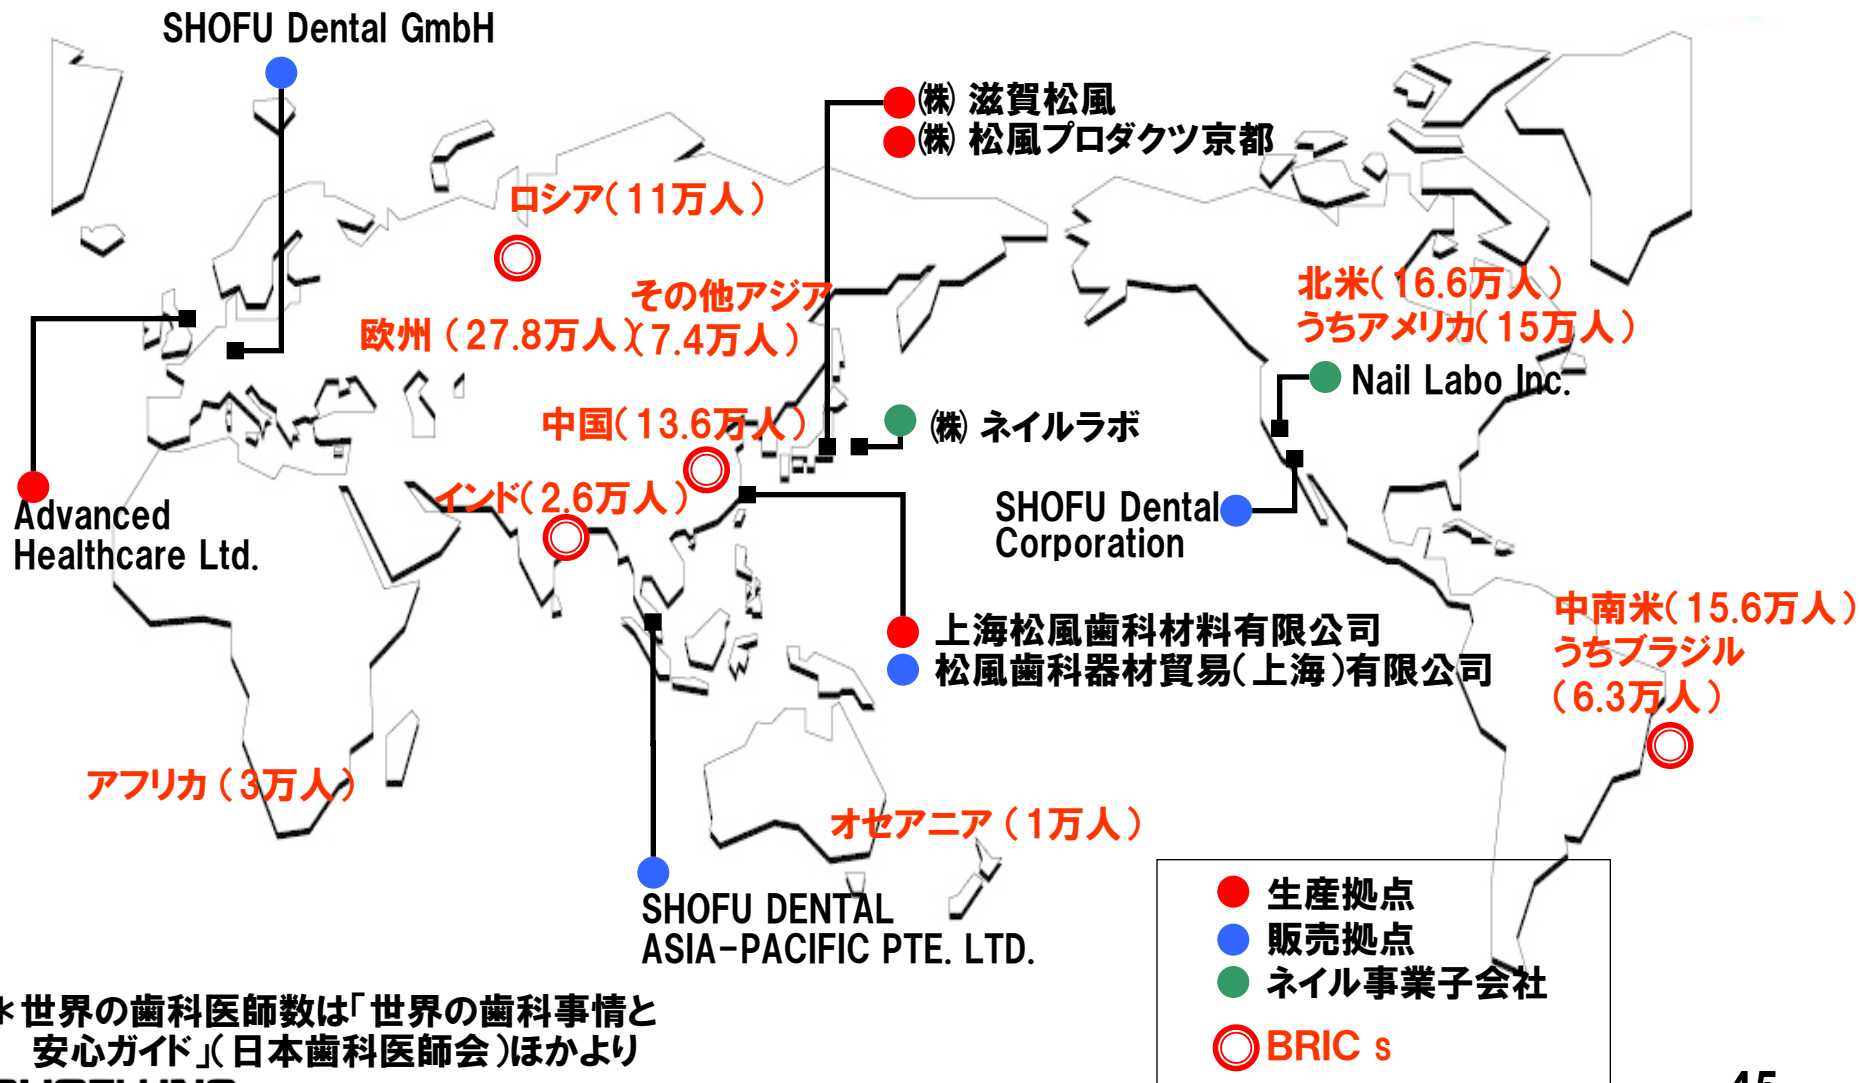 SHOFU Dental GmbH
㈱ 滋賀松風
㈱ 松風プロダクツ京都
ロシア（11万人）
その他アジア
（7.4万人）
欧州（27.8万人）
北米（16.6万人）
うちアメリカ（15万人）
Nail Labo Inc.
中国（13.6万人）
㈱ ネイルラボ
インド（2.6万人）
Advanced
Healthcare Ltd.
SHOFU Dental
Corporation
上海松風歯科材料有限公司
松風歯科器材貿易（上海）有限公司
中南米（15.6万人）
うちブラジル
（6.3万人）
アフリカ（3万人）
オセアニア（1万人）
SHOFU DENTAL
ASIA-PACIFIC PTE. LTD.
生産拠点
販売拠点
ネイル事業子会社
BRIC s
＊世界の歯科医師数は「世界の歯科事情と
安心ガイド」（日本歯科医師会）ほかより